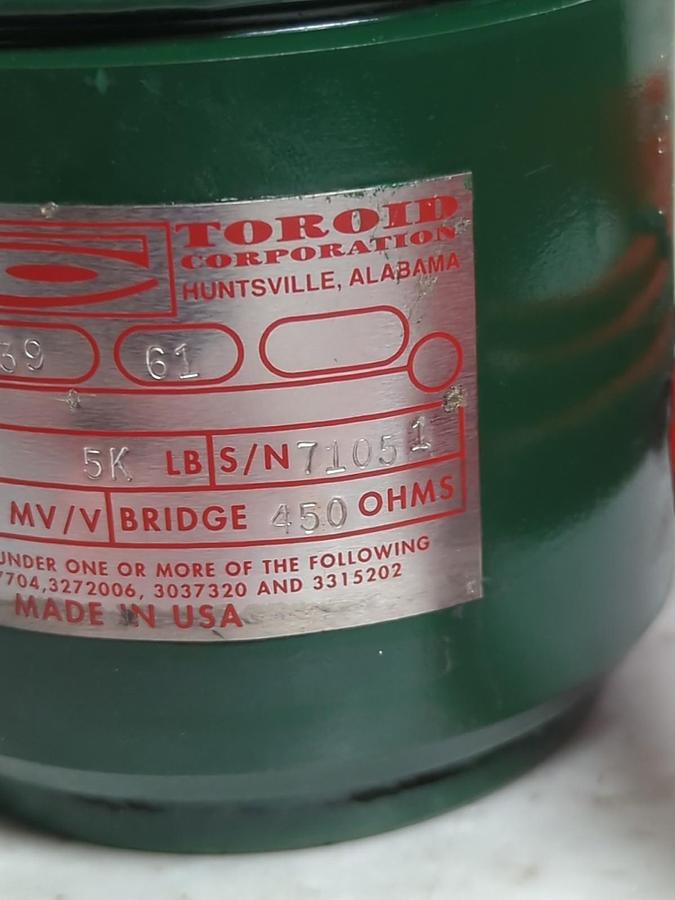 TOROID
CORPORATION
HUNTSVILLE, ALABAMA
39 61
5K LB S/N 71051
MV/V BRIDGE 450 OHMS
UNDER ONE OR MORE OF THE FOLLOWING
7704,3272006, 3037320 AND 3315202
MADE IN USA